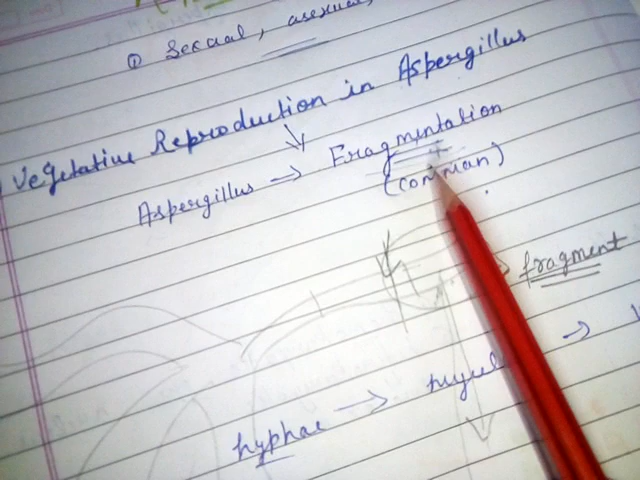 ① Sexual, asexual,
Vegetative Reproduction in Aspergillus
Aspergillus → Fragmentation
(common)
fragment
hyphae →